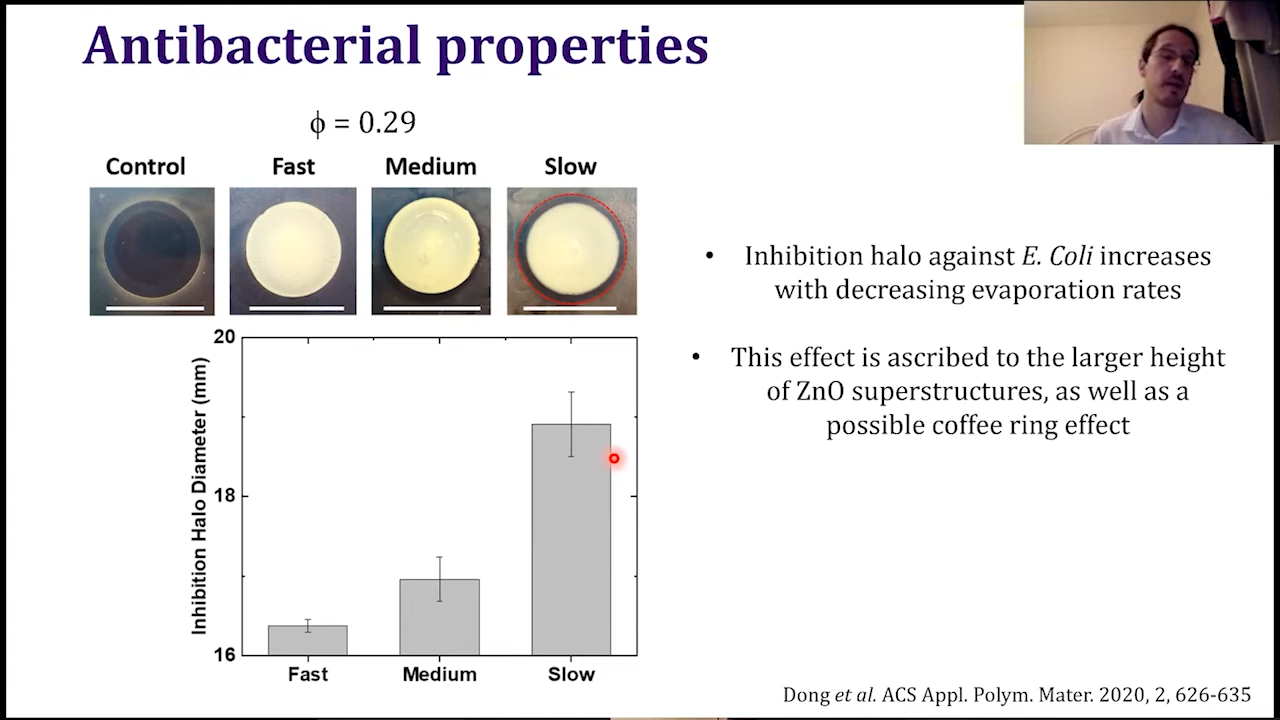 Antibacterial properties
ϕ = 0.29
Control Fast Medium Slow
20
18
16
Inhibition Halo Diameter (mm)
Fast Medium Slow
• Inhibition halo against E. Coli increases
with decreasing evaporation rates
• This effect is ascribed to the larger height
of ZnO superstructures, as well as a
possible coffee ring effect
Dong et al. ACS Appl. Polym. Mater. 2020, 2, 626-635